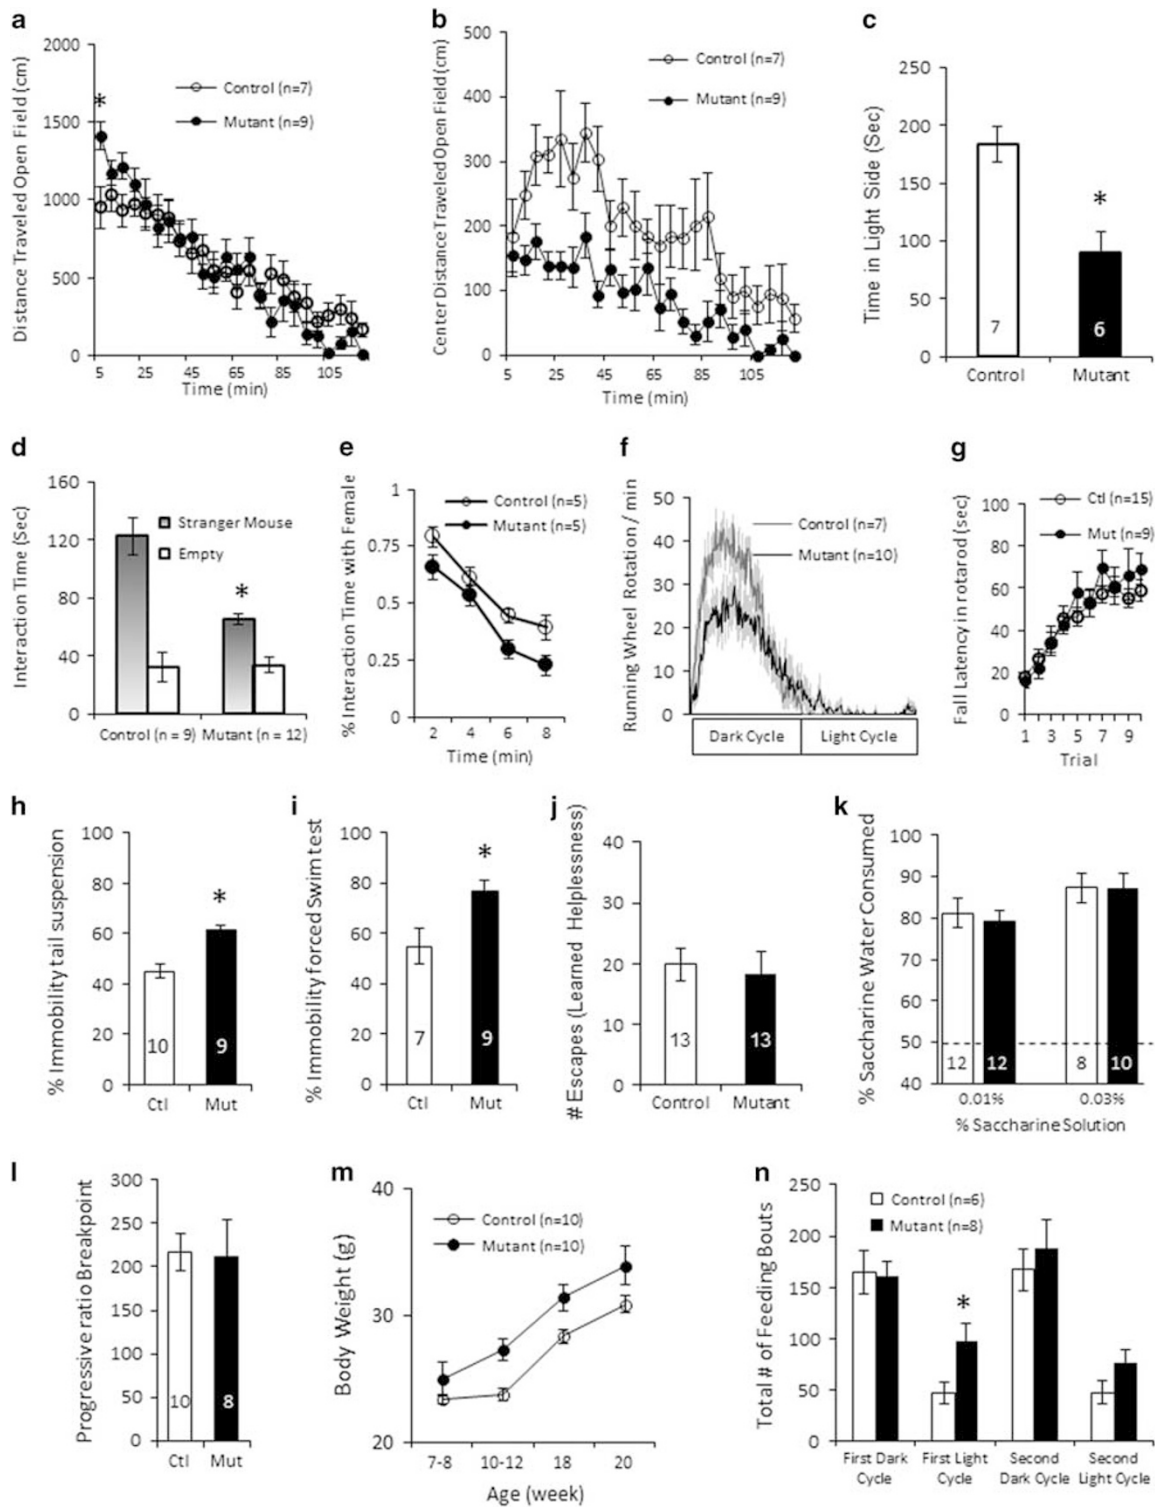 a
Distance Traveled Open Field (cm)
2000
1500
1000
500
0
*
Control (n=7)
Mutant (n=9)
5 25 45 65 85 105
Time (min)
b
Center Distance Traveled Open Field (cm)
500
400
300
200
100
0
Control (n=7)
Mutant (n=9)
5 25 45 65 85 105
Time (min)
c
Time in Light Side (Sec)
250
200
150
100
50
0
*
7
6
Control Mutant
d
Interaction Time (Sec)
160
120
80
40
0
Stranger Mouse
Empty
*
Control (n = 9) Mutant (n = 12)
e
% Interaction Time with Female
1
0.75
0.5
0.25
0
Control (n=5)
Mutant (n=5)
2 4 6 8
Time (min)
f
Running Wheel Rotation / min
50
40
30
20
10
0
Control (n=7)
Mutant (n=10)
Dark Cycle Light Cycle
g
Fall Latency in rotarod (sec)
100
80
60
40
20
0
Ctl (n=15)
Mut (n=9)
1 3 5 7 9
Trial
h
% Immobility tail suspension
100
80
60
40
20
0
*
10
9
Ctl Mut
i
% Immobility forced Swim test
100
80
60
40
20
0
*
7
9
Ctl Mut
j
# Escapes (Learned Helplessness)
40
30
20
10
0
13
13
Control Mutant
k
% Saccharine Water Consumed
100
90
80
70
60
50
40
12 12 8 10
0.01% 0.03%
% Saccharine Solution
l
Progressive ratio Breakpoint
300
250
200
150
100
50
0
10
8
Ctl Mut
m
Body Weight (g)
40
30
20
Control (n=10)
Mutant (n=10)
7-8 10-12 18 20
Age (week)
n
Total # of Feeding Bouts
250
200
150
100
50
0
Control (n=6)
Mutant (n=8)
*
First Dark Cycle
First Light Cycle
Second Dark Cycle
Second Light Cycle